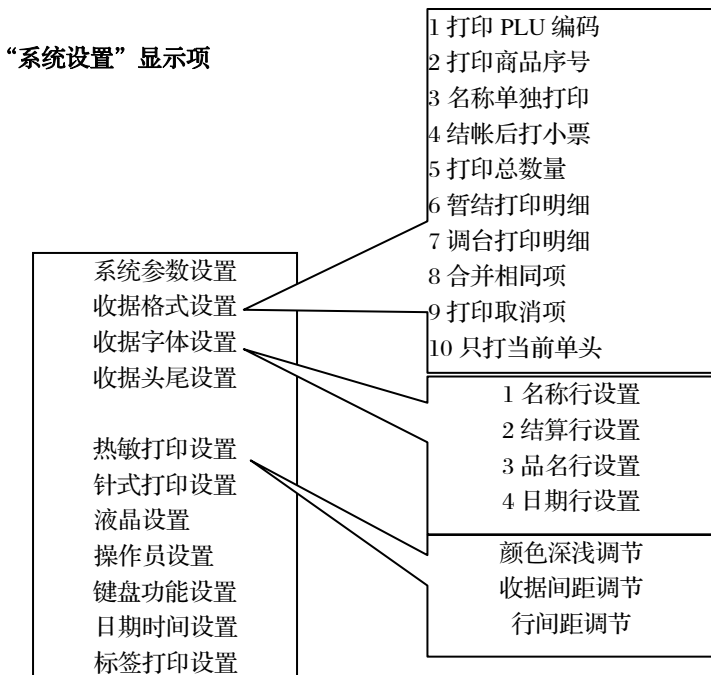 “系统设置”显示项
1 打印 PLU 编码
2 打印商品序号
3 名称单独打印
4 结帐后打小票
5 打印总数量
6 暂结打印明细
7 调台打印明细
8 合并相同项
9 打印取消项
10 只打当前单头
系统参数设置
收据格式设置
收据字体设置
收据头尾设置
热敏打印设置
针式打印设置
液晶设置
操作员设置
键盘功能设置
日期时间设置
标签打印设置
1 名称行设置
2 结算行设置
3 品名行设置
4 日期行设置
颜色深浅调节
收据间距调节
行间距调节